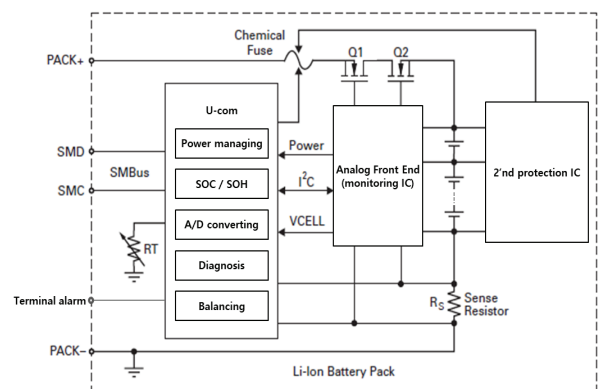 Chemical
Fuse
Q1
Q2
PACK+
U-com
Power managing
SMD
SMBus
SMC
SOC / SOH
A/D converting
RT
Diagnosis
Terminal alarm
Balancing
Power
I²C
VCELL
Analog Front End
(monitoring IC)
2'nd protection IC
RS
Sense
Resistor
PACK−
Li-Ion Battery Pack